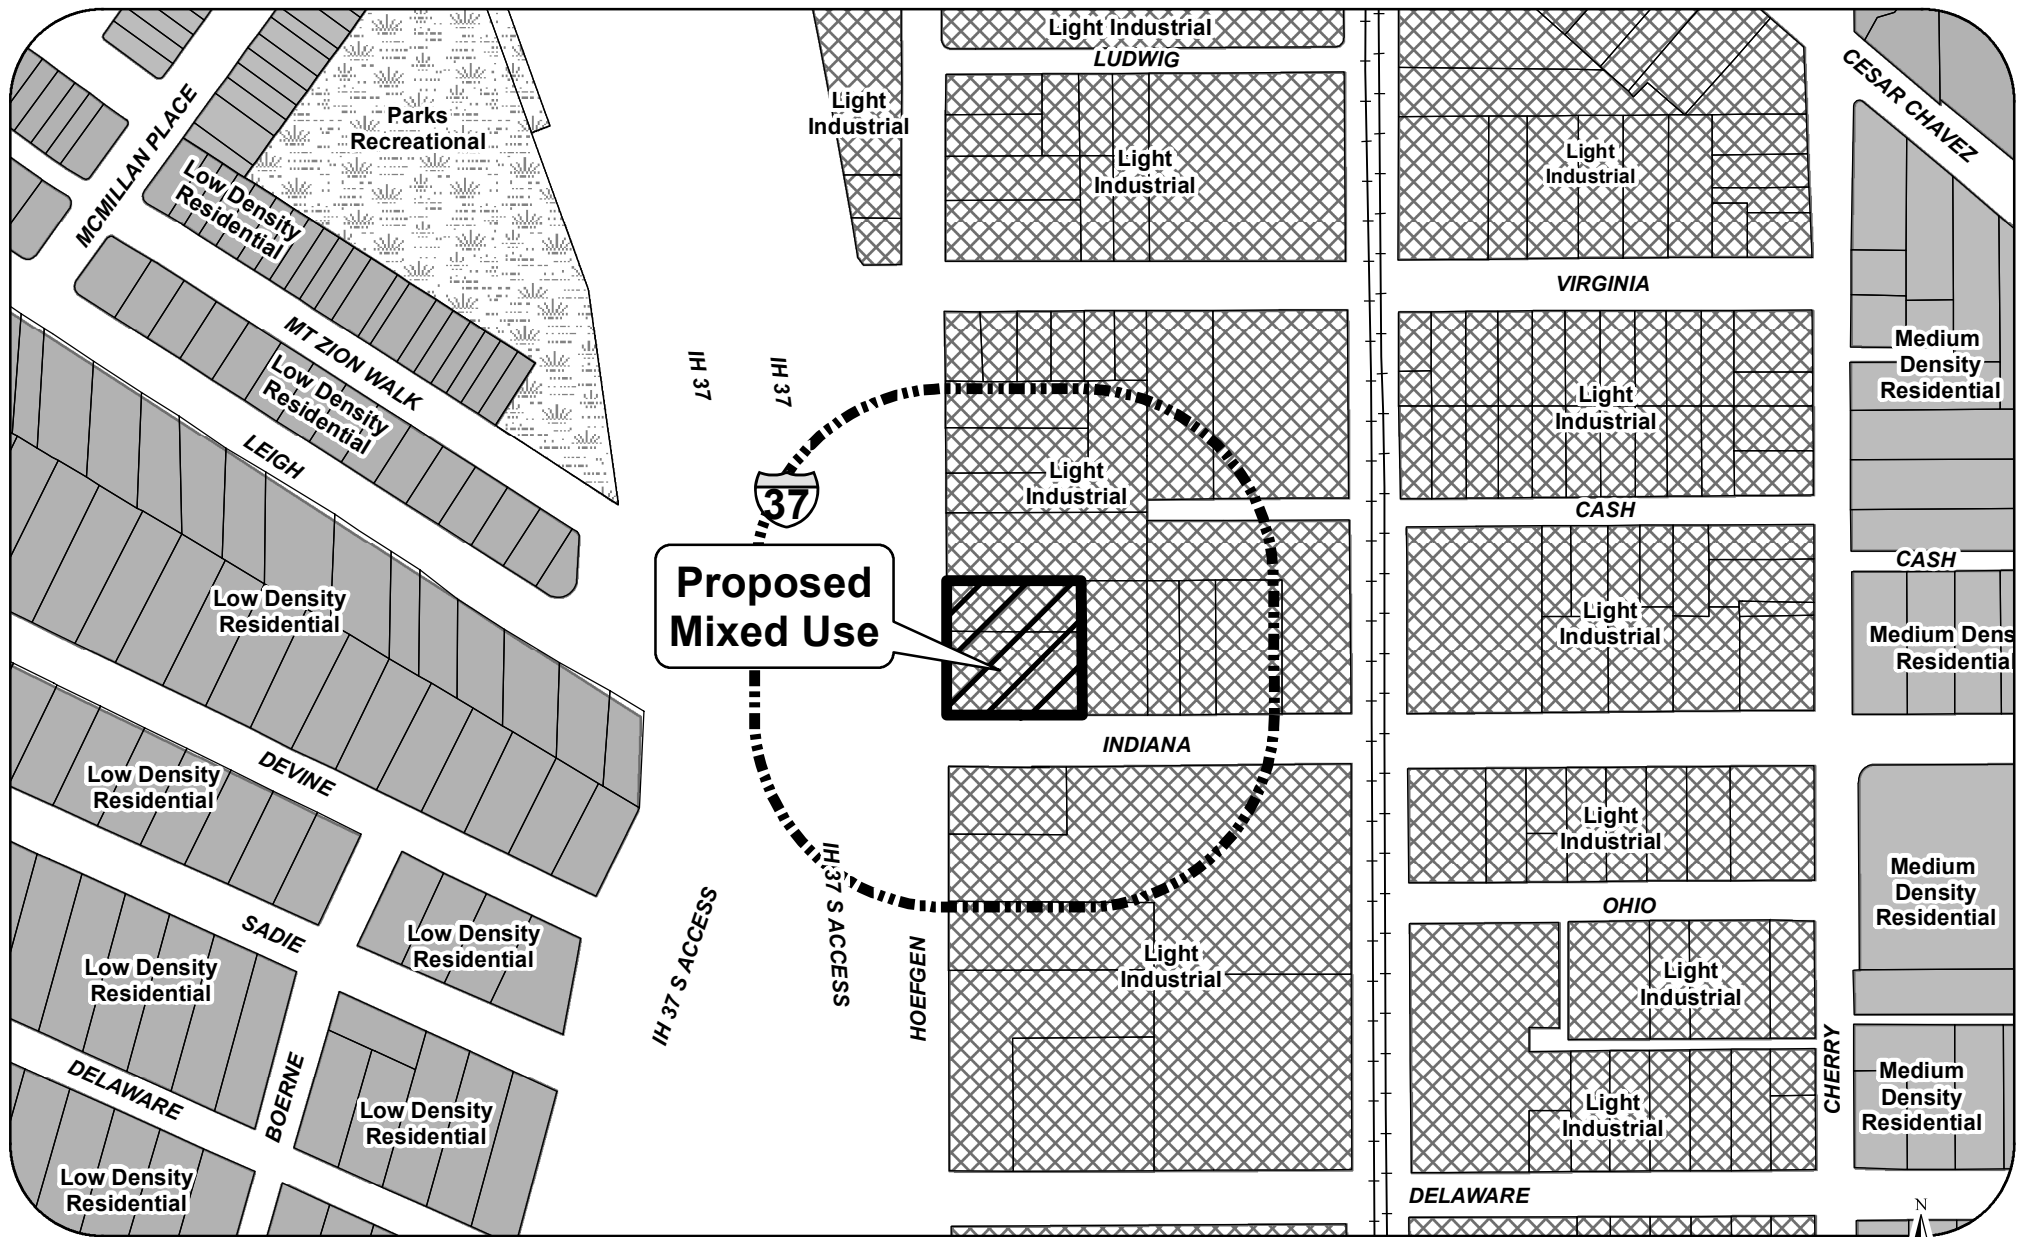 Light Industrial
LUDWIG
CESAR CHAVEZ
Parks
Recreational
Light
Industrial
MCMILLAN PLACE
Light
Industrial
Light
Industrial
Low Density
Residential
VIRGINIA
MT ZION WALK
Low Density
Residential
IH 37
IH 37
Medium
Density
Residential
Light
Industrial
LEIGH
Light
Industrial
37
CASH
CASH
Proposed
Mixed Use
Low Density
Residential
Light
Industrial
Medium Dens
Residential
INDIANA
DEVINE
Low Density
Residential
Light
Industrial
IH 37 S ACCESS
Medium
Density
Residential
OHIO
SADIE
Low Density
Residential
IH 37 S ACCESS
HOEFGEN
Light
Industrial
Low Density
Residential
Light
Industrial
CHERRY
DELAWARE
BOERNE
Low Density
Residential
Light
Industrial
Medium
Density
Residential
Low Density
Residential
DELAWARE
N